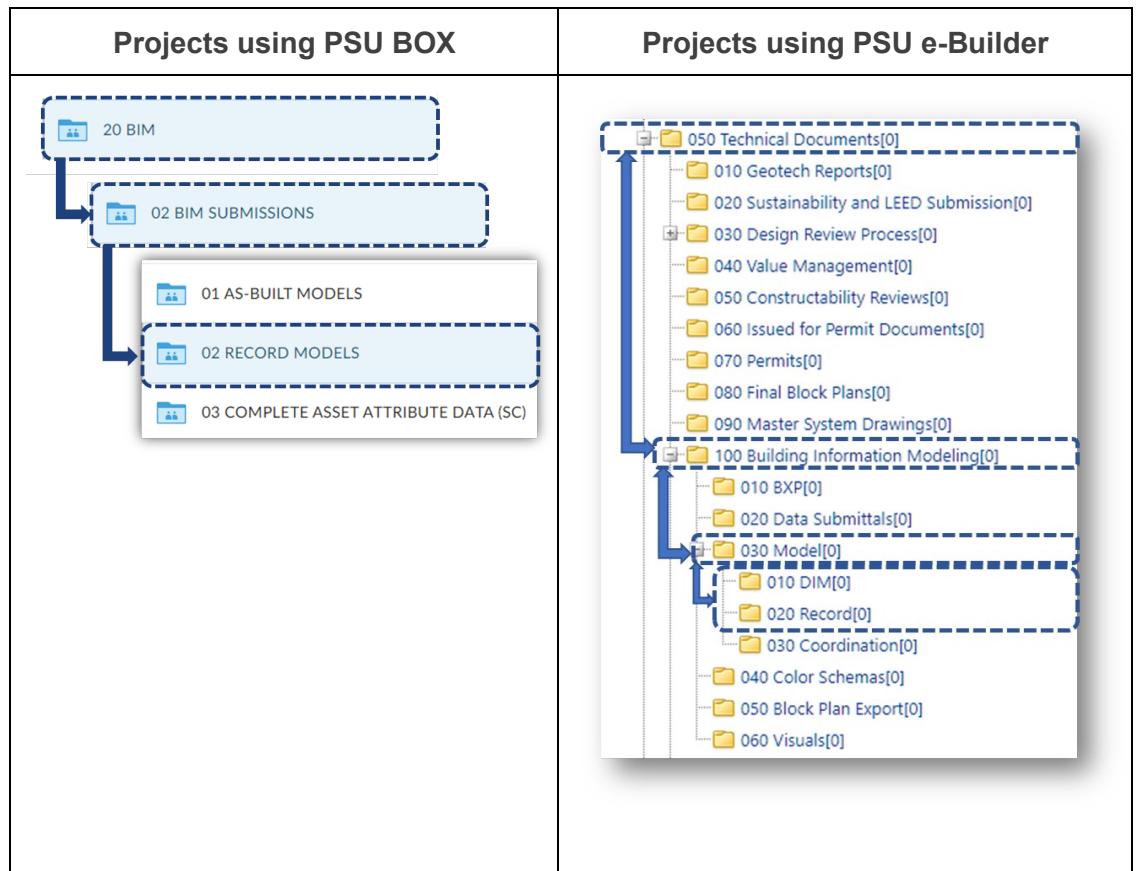 Projects using PSU BOX
Projects using PSU e-Builder
20 BIM
02 BIM SUBMISSIONS
01 AS-BUILT MODELS
02 RECORD MODELS
03 COMPLETE ASSET ATTRIBUTE DATA (SC)
050 Technical Documents[0]
010 Geotech Reports[0]
020 Sustainability and LEED Submission[0]
030 Design Review Process[0]
040 Value Management[0]
050 Constructability Reviews[0]
060 Issued for Permit Documents[0]
070 Permits[0]
080 Final Block Plans[0]
090 Master System Drawings[0]
100 Building Information Modeling[0]
010 BXP[0]
020 Data Submittals[0]
030 Model[0]
010 DIM[0]
020 Record[0]
030 Coordination[0]
040 Color Schemas[0]
050 Block Plan Export[0]
060 Visuals[0]